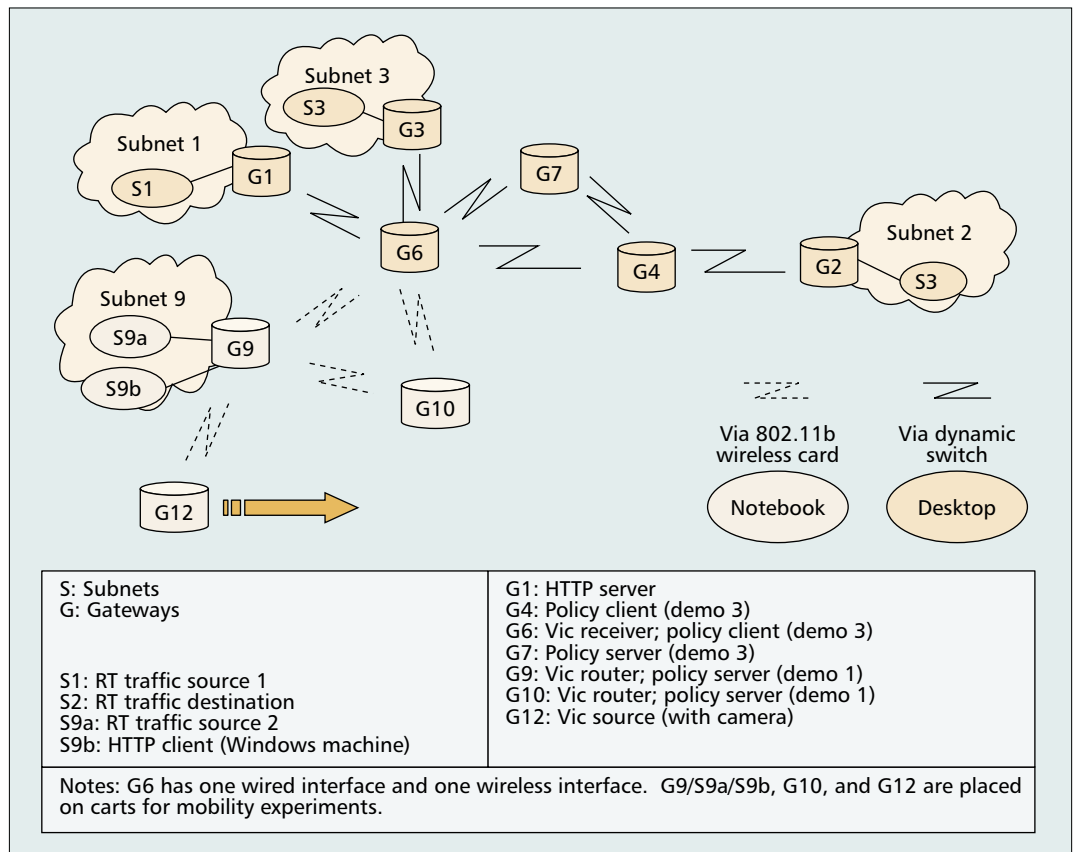 Subnet 3
S3
G3
Subnet 1
S1
G1
G7
G6
G4
G2
Subnet 2
S3
Subnet 9
S9a
S9b
G9
G10
G12
Via 802.11b
wireless card
Via dynamic
switch
Notebook
Desktop
S: Subnets
G: Gateways
S1: RT traffic source 1
S2: RT traffic destination
S9a: RT traffic source 2
S9b: HTTP client (Windows machine)
G1: HTTP server
G4: Policy client (demo 3)
G6: Vic receiver; policy client (demo 3)
G7: Policy server (demo 3)
G9: Vic router; policy server (demo 1)
G10: Vic router; policy server (demo 1)
G12: Vic source (with camera)
Notes: G6 has one wired interface and one wireless interface.  G9/S9a/S9b, G10, and G12 are placed
on carts for mobility experiments.